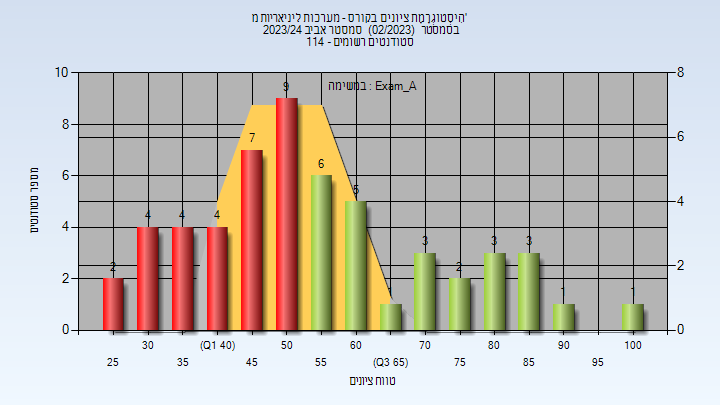 הִיסְטוֹגְרַמַּת ציונים בקורס - מערכות ליניאריות מ'
בסמסטר (02/2023) סמסטר אביב 2023/24
סטודנטים רשומים - 114
במשימה : Exam_A
10 8 6 4 2 0
מספר סטודנטים
8 6 4 2 0
2 4 4 4 7 9 6 5 1 3 2 3 3 1 1
30 (Q1 40) 50 60 70 80 90 100
25 35 45 55 (Q3 65) 75 85 95
טווח ציונים